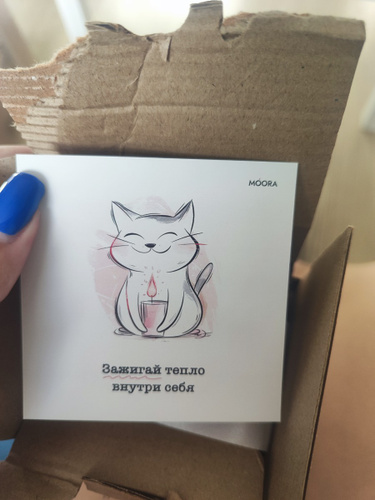 MOORA
Зажигай тепло
внутри себя